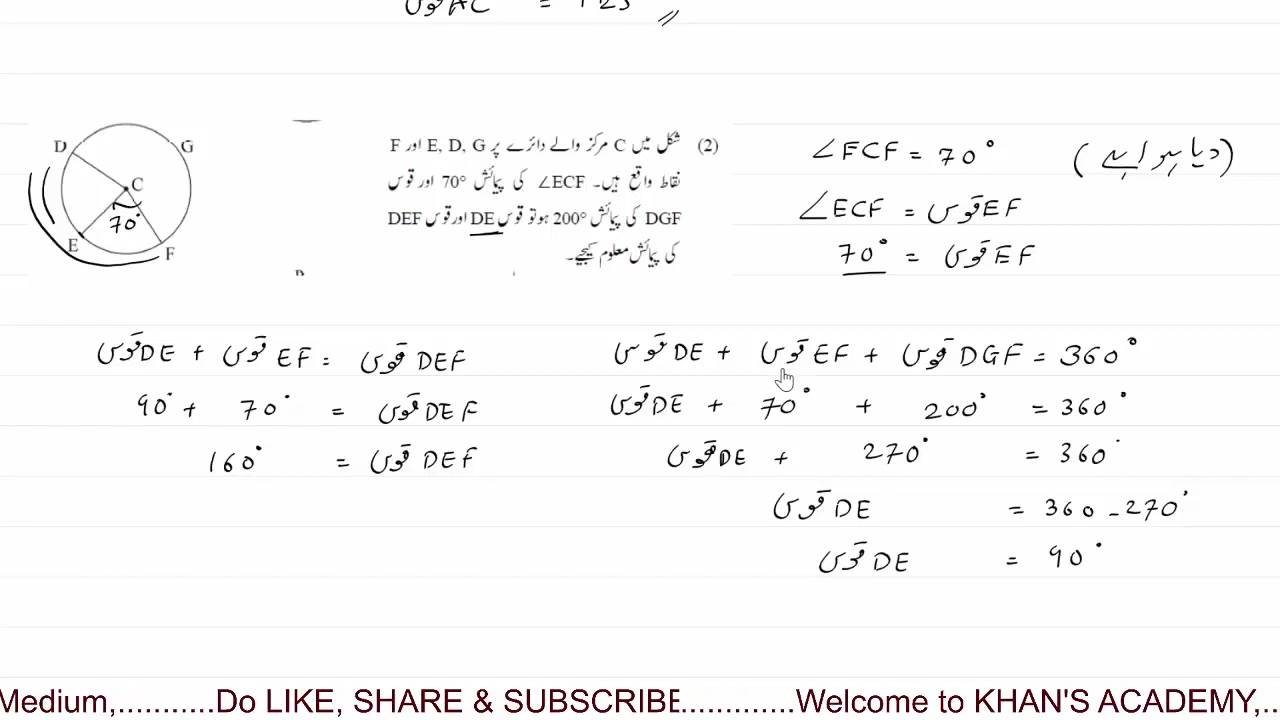 قوس AC = 125° //
(2) شکل میں C مرکز والے دائرے پر E, D, G اور F
نقاط واقع ہیں۔ ∠ECF کی پیمائش 70° اور قوس
DGF کی پیمائش 200° ہو تو قوس DE اور قوس DEF
کی پیمائش معلوم کیجیے۔
D G
C
70°
E F
∠FCF = 70° (دیا ہوا ہے)
∠ECF = قوس EF
70° = قوس EF
قوس DE + قوس EF + قوس DGF = 360°
قوس DE + 70° + 200° = 360°
قوس DE + 270° = 360°
قوس DE = 360 - 270°
قوس DE = 90°
قوس DE + قوس EF = قوس DEF
90° + 70° = قوس DEF
160° = قوس DEF
Medium,...........Do LIKE, SHARE & SUBSCRIBE.............Welcome to KHAN'S ACADEMY,..